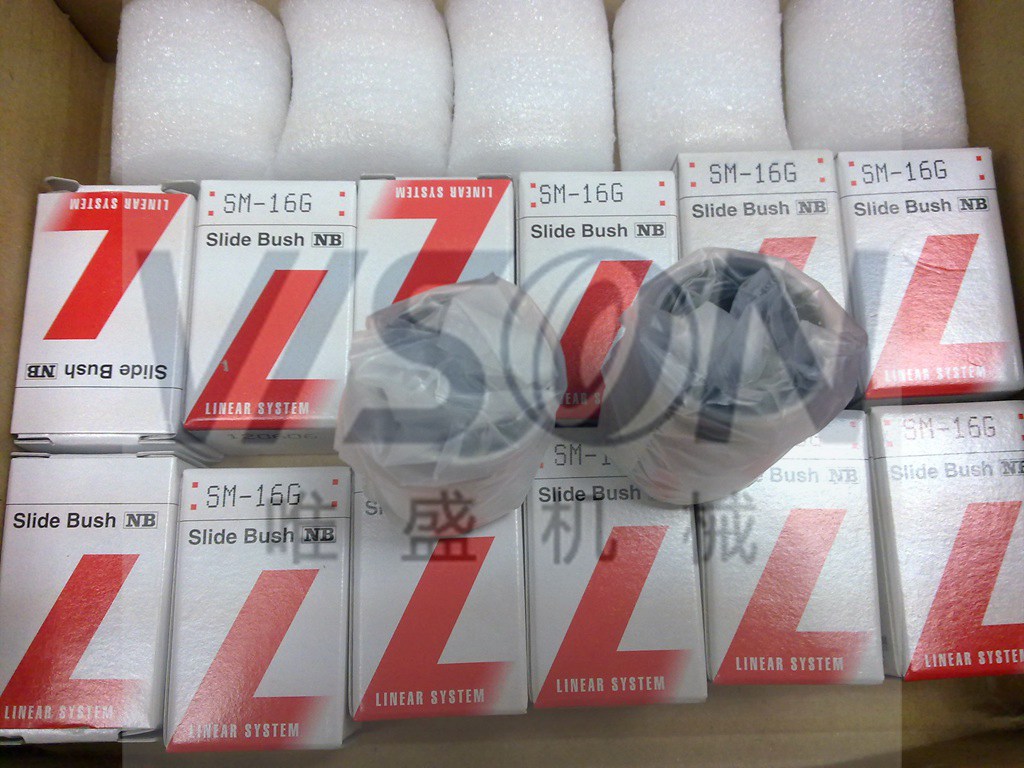 LINEAR SYSTEM
Slide Bush NB
SM-16G
Slide Bush NB
LINEAR SYSTEM
120606
LINEAR SYSTEM
SM-16G
Slide Bush NB
SM-16G
Slide Bush NB
SM-16G
Slide Bush NB
LINEAR SYSTEM
Slide Bush NB
LINEAR SYSTEM
SM-16G
Slide Bush NB
LINEAR SYSTEM
LINEAR SYSTEM
Slide Bush
LINEAR SYSTEM
Slide Bush NB
LINEAR SYSTEM
SM-16G
Slide Bush NB
LINEAR SYSTEM
唯盛机械